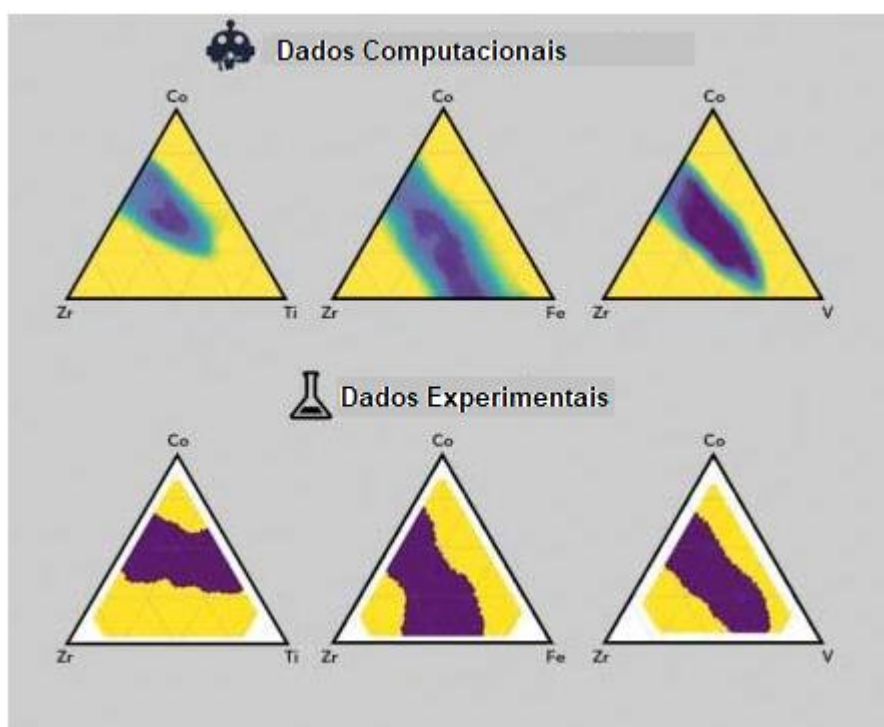 Dados Computacionais
Co Co Co
Zr Ti Zr Fe Zr V
Dados Experimentais
Co Co Co
Zr Ti Zr Fe Zr V